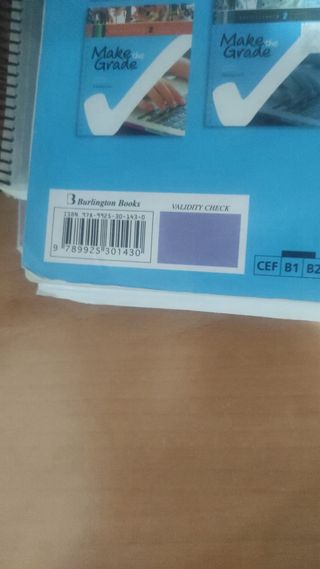 Make the Grade
Make the Grade
B Burlington Books
VALIDITY CHECK
ISBN 978-9925-30-143-0
9 789925 301430
CEF B1 B2